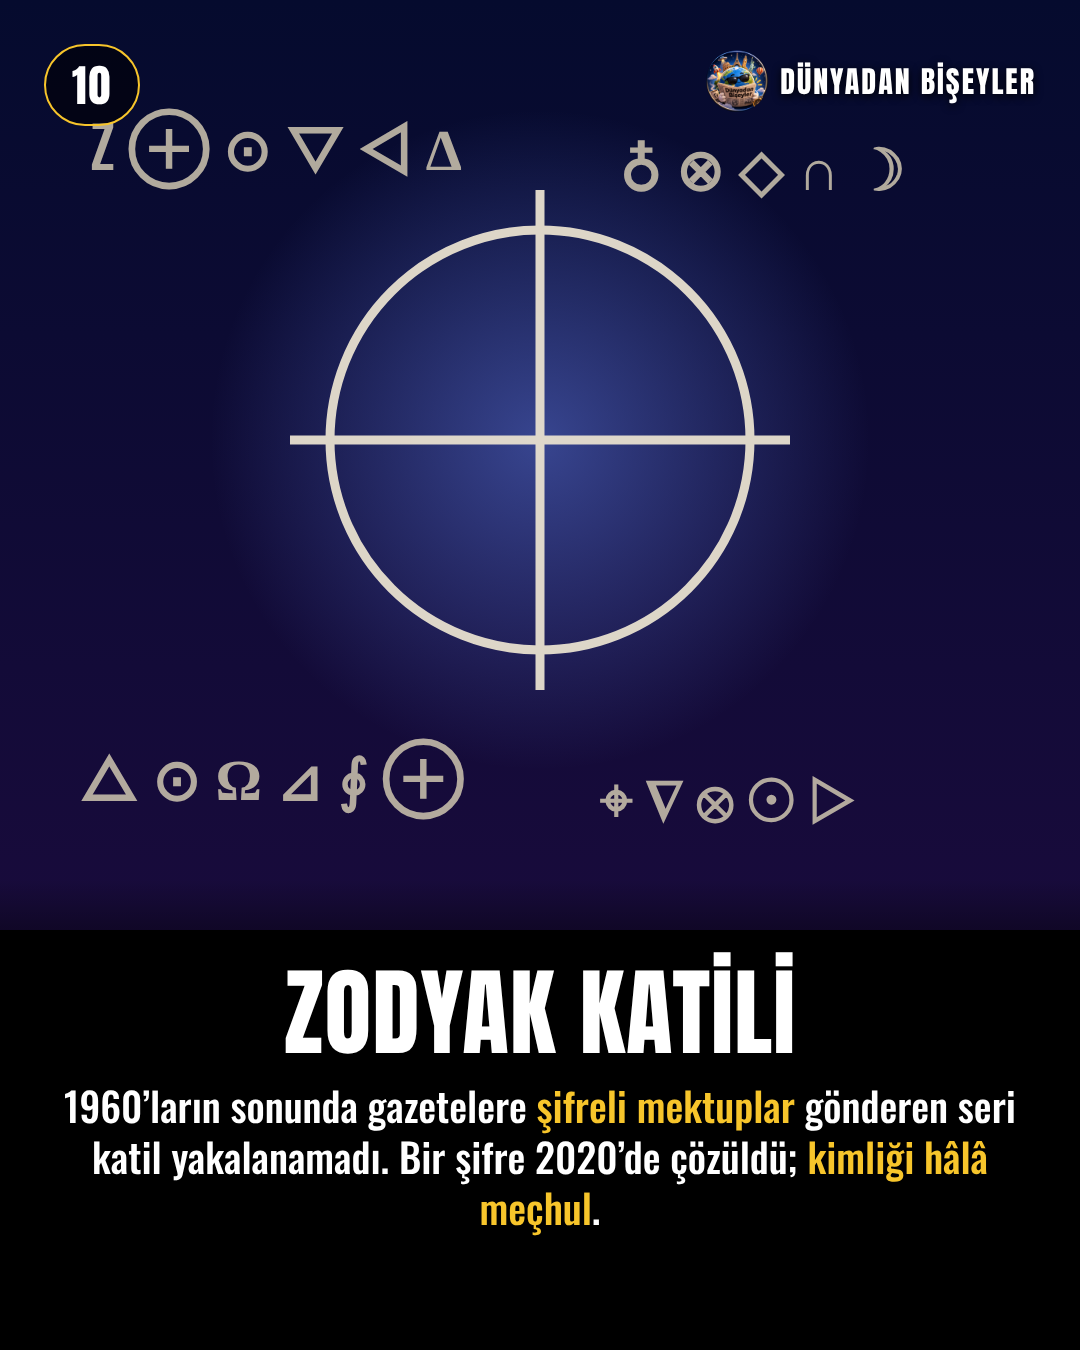 10
DÜNYADAN BİŞEYLER
Z ⊕ ⊙ ▽ ◁ Δ
♁ ⊗ ◇ ∩ ☽
△ ⊙ Ω ⊿ ∮ ⊕
⌖ ∇ ⊗ ☉ ▷
ZODYAK KATİLİ
1960’ların sonunda gazetelere şifreli mektuplar gönderen seri
katil yakalanamadı. Bir şifre 2020’de çözüldü; kimliği hâlâ
meçhul.